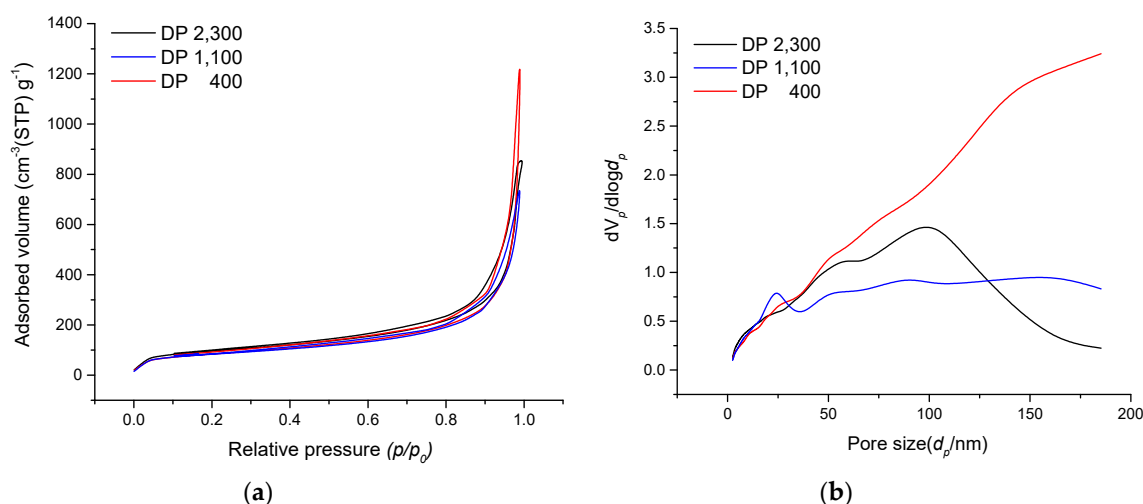 DP 2,300
DP 1,100
DP 400
1400
1200
1000
800
600
400
200
0
Adsorbed volume (cm⁻³(STP) g⁻¹)
0.0 0.2 0.4 0.6 0.8 1.0
Relative pressure (p/p₀)
(a)
DP 2,300
DP 1,100
DP 400
3.5
3.0
2.5
2.0
1.5
1.0
0.5
0.0
dVₚ/dlogdₚ
0 50 100 150 200
Pore size(dₚ/nm)
(b)